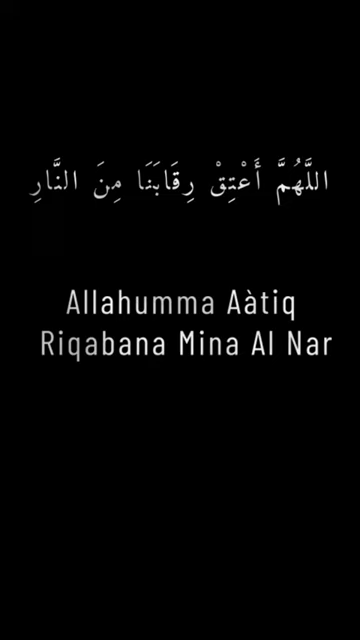 اللَّهُمَّ أَعْتِقْ رِقَابَنَا مِنَ النَّارِ
Allahumma Aàtiq
Riqabana Mina Al Nar